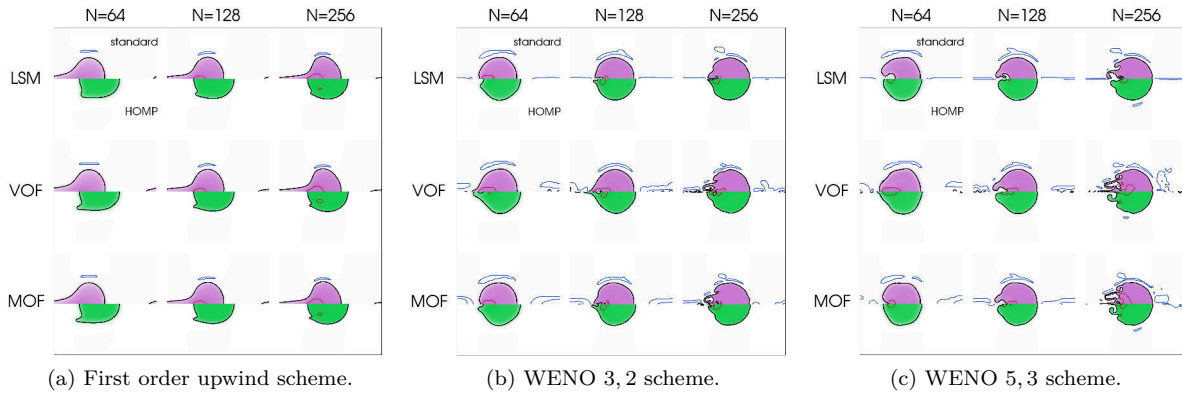 N=64 N=128 N=256
standard
LSM
HOMP
VOF
MOF
(a) First order upwind scheme.
N=64 N=128 N=256
standard
LSM
HOMP
VOF
MOF
(b) WENO 3, 2 scheme.
N=64 N=128 N=256
standard
LSM
HOMP
VOF
MOF
(c) WENO 5, 3 scheme.